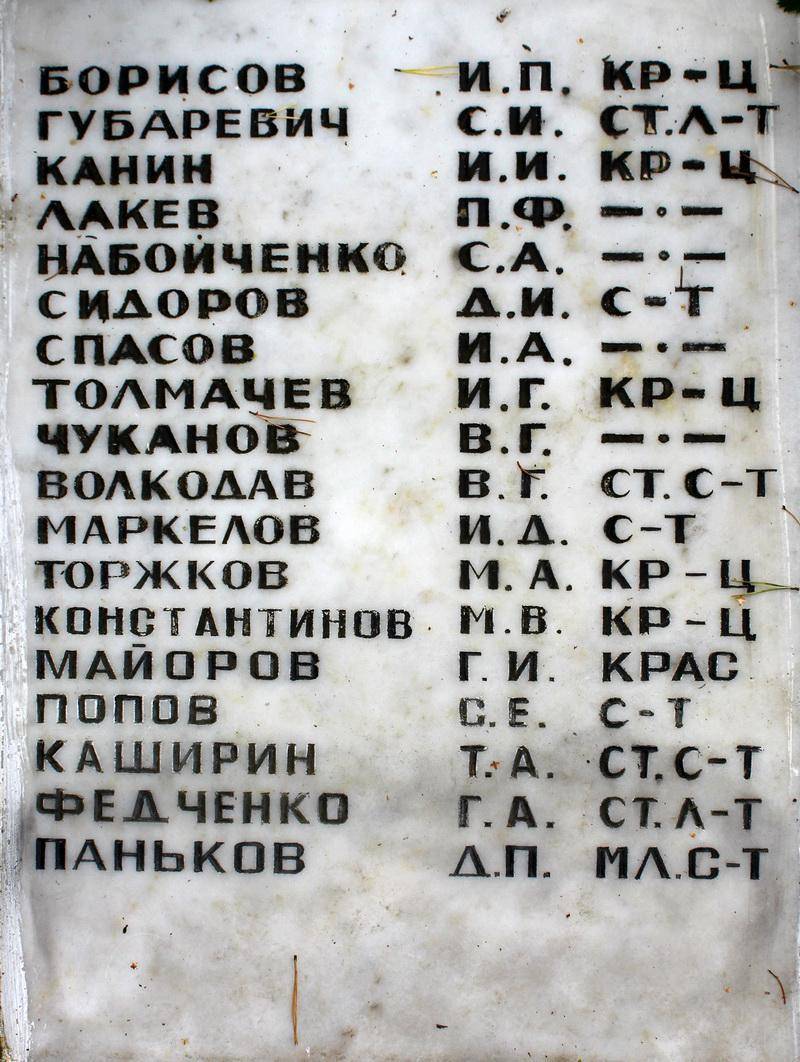 БОРИСОВ И.П. КР-Ц
ГУБАРЕВИЧ С.И. СТ.Л-Т
КАНИН И.И. КР-Ц
ЛАКЕВ П.Ф. —·—
НАБОЙЧЕНКО С.А. —·—
СИДОРОВ Д.И. С-Т
СПАСОВ И.А. —·—
ТОЛМАЧЕВ И.Г. КР-Ц
ЧУКАНОВ В.Г. —·—
ВОЛКОДАВ В.Г. СТ.С-Т
МАРКЕЛОВ И.Д. С-Т
ТОРЖКОВ М.А. КР-Ц
КОНСТАНТИНОВ М.В. КР-Ц
МАЙОРОВ Г.И. КРАС
ПОПОВ С.Е. С-Т
КАШИРИН Т.А. СТ.С-Т
ФЕДЧЕНКО Г.А. СТ.Л-Т
ПАНЬКОВ Д.П. МЛ.С-Т